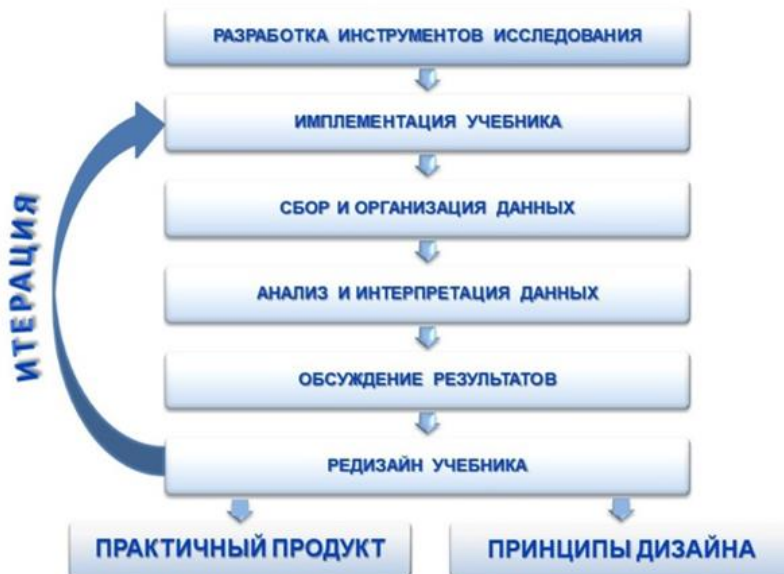 РАЗРАБОТКА ИНСТРУМЕНТОВ ИССЛЕДОВАНИЯ
ИМПЛЕМЕНТАЦИЯ УЧЕБНИКА
СБОР И ОРГАНИЗАЦИЯ ДАННЫХ
АНАЛИЗ И ИНТЕРПРЕТАЦИЯ ДАННЫХ
ОБСУЖДЕНИЕ РЕЗУЛЬТАТОВ
РЕДИЗАЙН УЧЕБНИКА
ИТЕРАЦИЯ
ПРАКТИЧНЫЙ ПРОДУКТ
ПРИНЦИПЫ ДИЗАЙНА